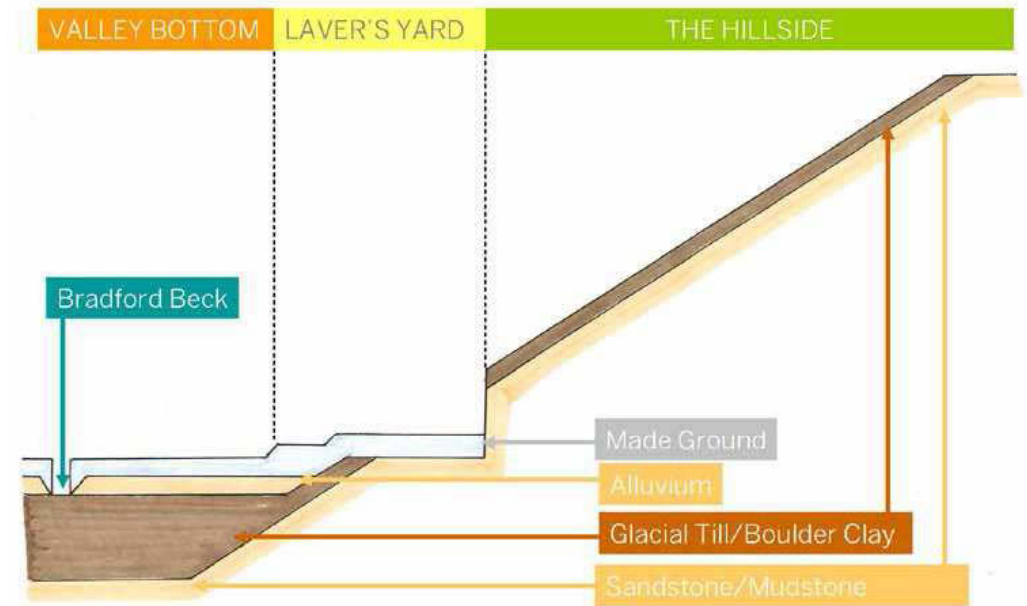 VALLEY BOTTOM
LAVER'S YARD
THE HILLSIDE
Bradford Beck
Made Ground
Alluvium
Glacial Till/Boulder Clay
Sandstone/Mudstone